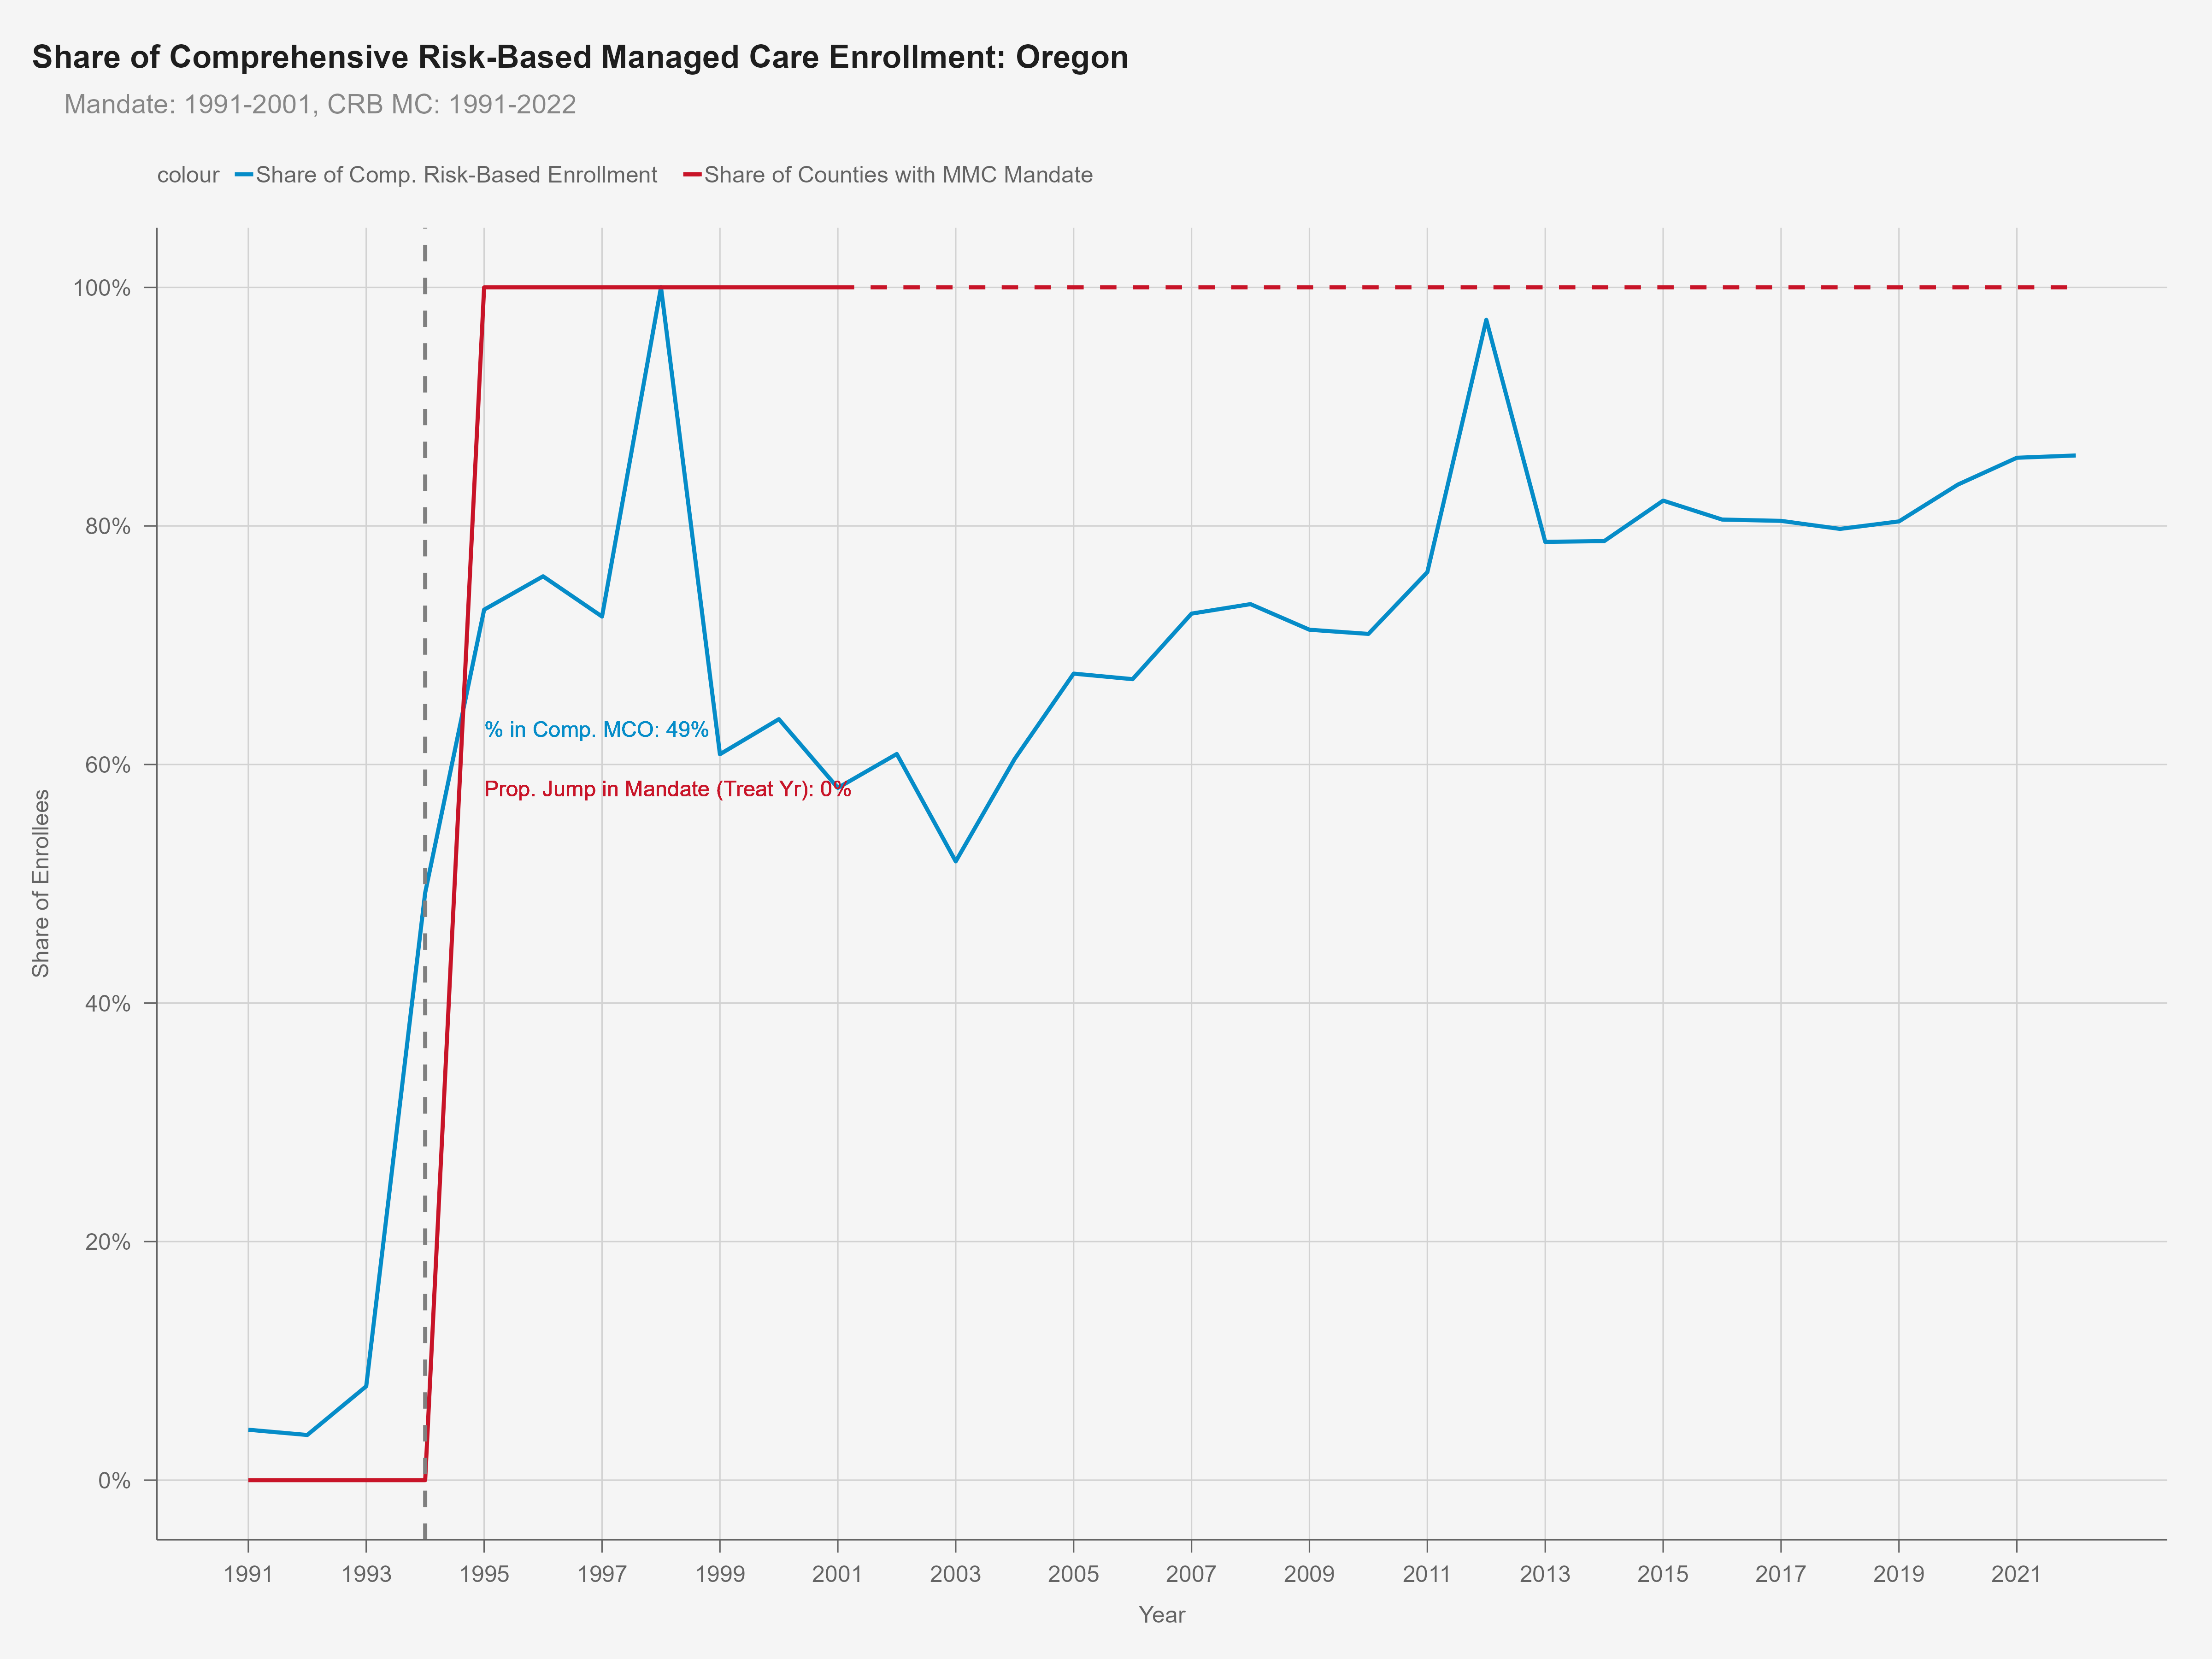 Share of Comprehensive Risk-Based Managed Care Enrollment: Oregon
Mandate: 1991-2001, CRB MC: 1991-2022
colour Share of Comp. Risk-Based Enrollment Share of Counties with MMC Mandate
100%
80%
60%
40%
20%
0%
Share of Enrollees
% in Comp. MCO: 49%
Prop. Jump in Mandate (Treat Yr): 0%
1991 1993 1995 1997 1999 2001 2003 2005 2007 2009 2011 2013 2015 2017 2019 2021
Year